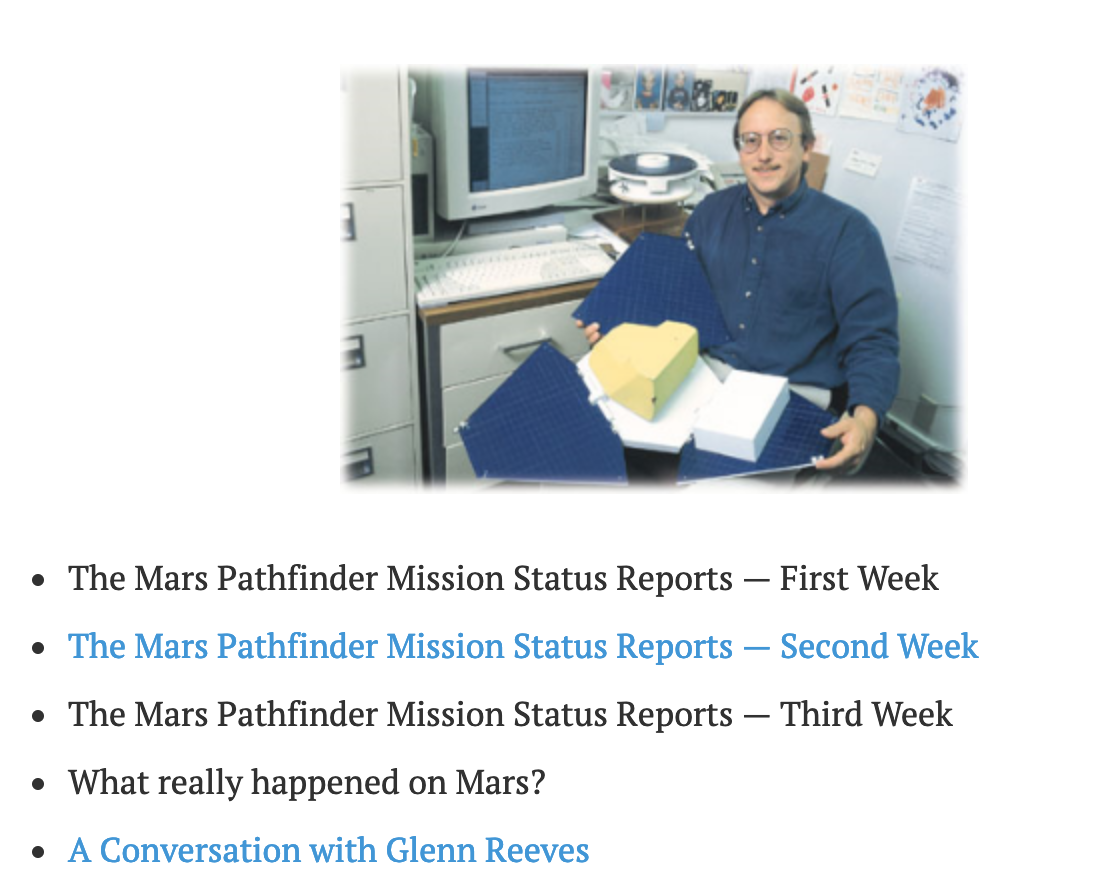 The Mars Pathfinder Mission Status Reports — First Week
The Mars Pathfinder Mission Status Reports — Second Week
The Mars Pathfinder Mission Status Reports — Third Week
What really happened on Mars?
A Conversation with Glenn Reeves